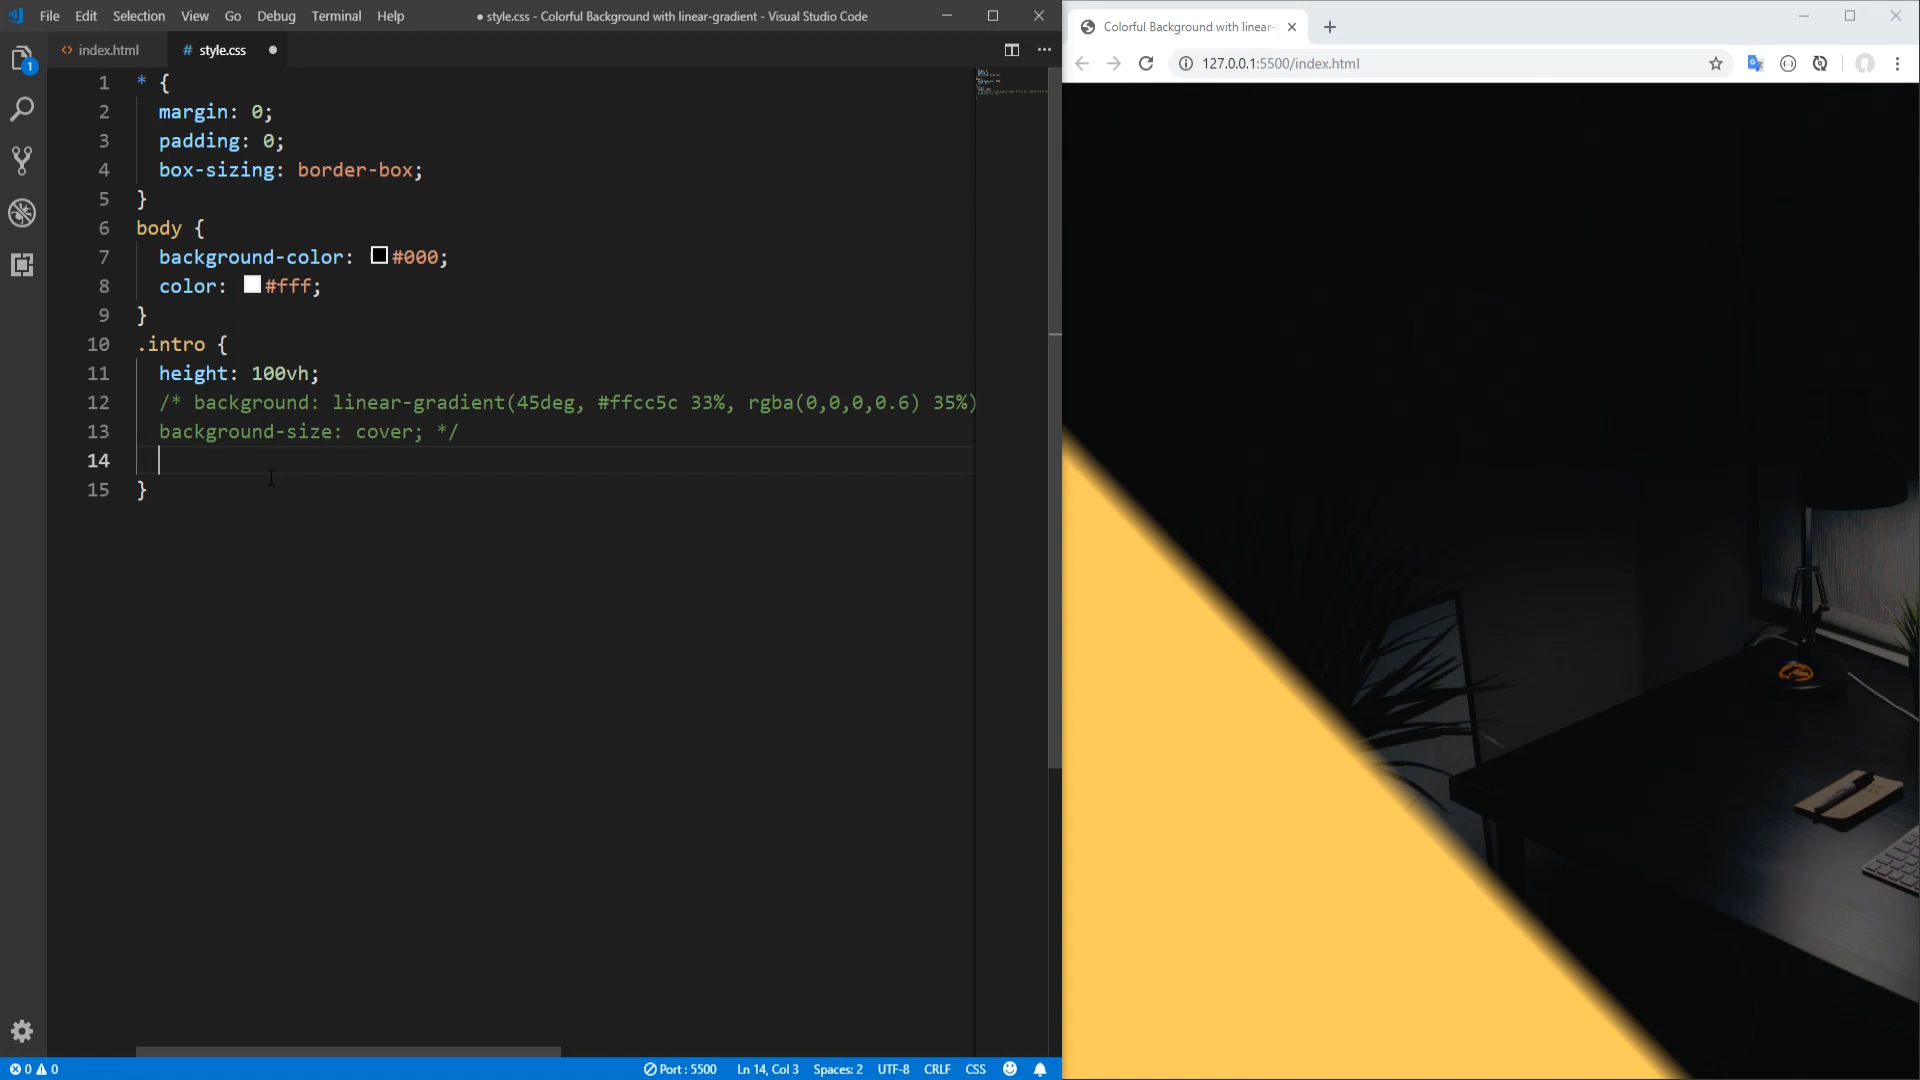 File Edit Selection View Go Debug Terminal Help ● style.css - Colorful Background with linear-gradient - Visual Studio Code
<> index.html # style.css ●
1 * {
2 margin: 0;
3 padding: 0;
4 box-sizing: border-box;
5 }
6 body {
7 background-color: #000;
8 color: #fff;
9 }
10 .intro {
11 height: 100vh;
12 /* background: linear-gradient(45deg, #ffcc5c 33%, rgba(0,0,0,0.6) 35%)
13 background-size: cover; */
14
15 }
1
0 0 Port : 5500 Ln 14, Col 3 Spaces: 2 UTF-8 CRLF CSS
Colorful Background with linear-
127.0.0.1:5500/index.html